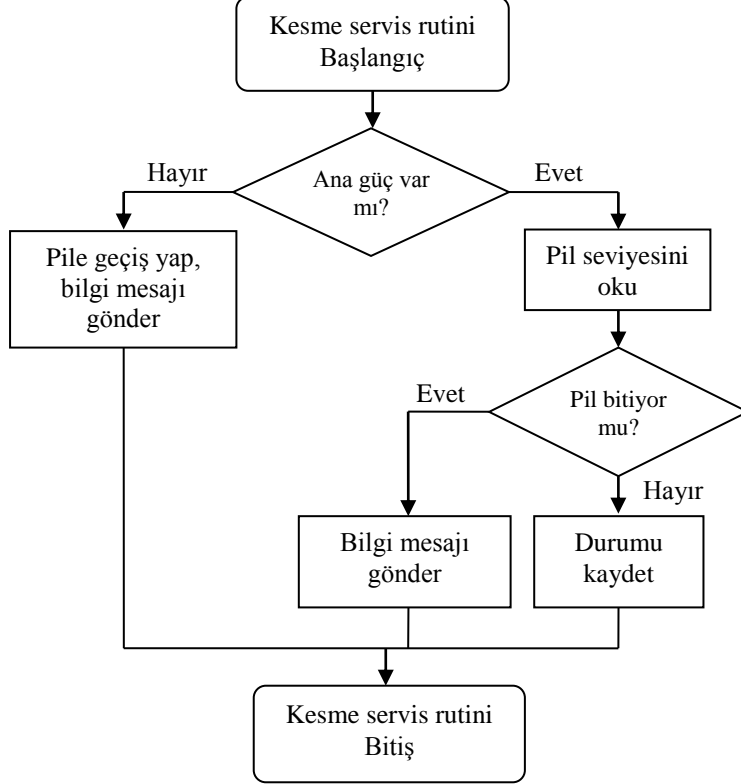 Kesme servis rutini
Başlangıç
Hayır
Ana güç var
mı?
Evet
Pile geçiş yap,
bilgi mesajı
gönder
Pil seviyesini
oku
Evet
Pil bitiyor
mu?
Hayır
Bilgi mesajı
gönder
Durumu
kaydet
Kesme servis rutini
Bitiş